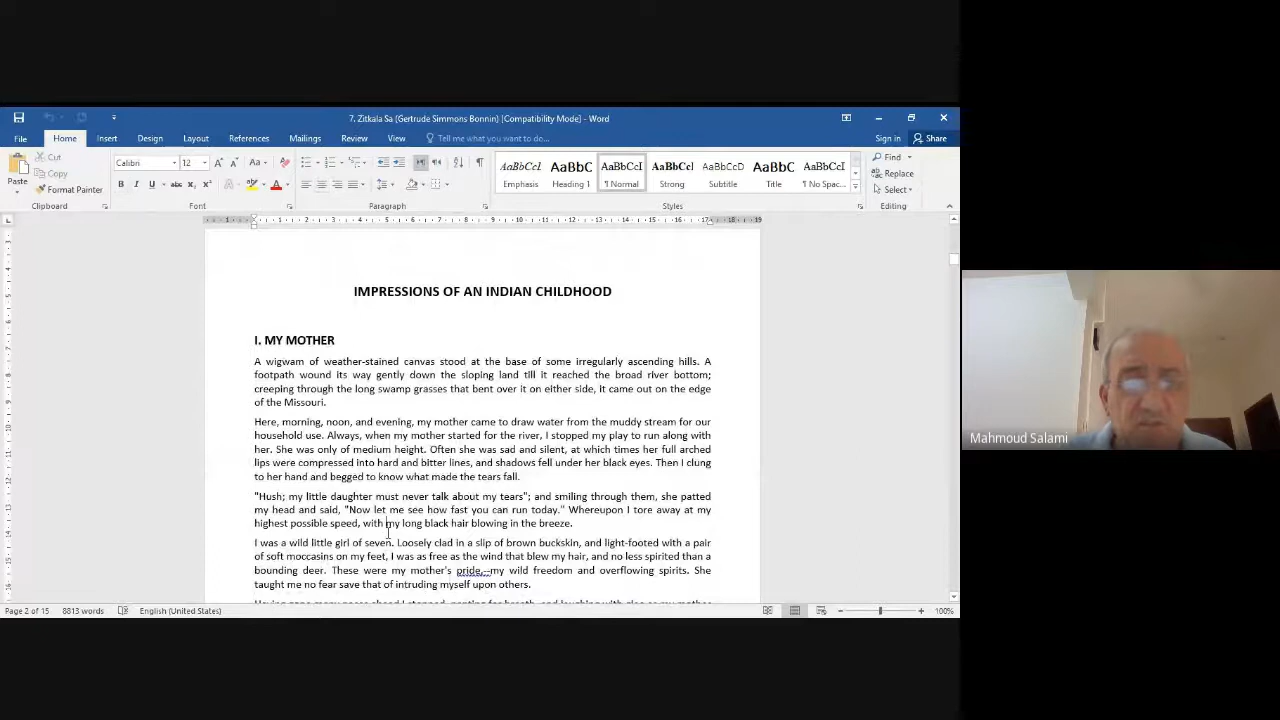 7. Zitkala Sa (Gertrude Simmons Bonnin) [Compatibility Mode] - Word
File Home Insert Design Layout References Mailings Review View Tell me what you want to do... Sign in Share
Cut
Copy
Paste
Format Painter
Calibri 12
AaBbCcI AaBbC AaBbCcI AaBbCcI AaBbCcD AaBbC AaBbCcI
Emphasis Heading 1 ¶ Normal Strong Subtitle Title ¶ No Spac...
Find
Replace
Select
Clipboard Font Paragraph Styles Editing
IMPRESSIONS OF AN INDIAN CHILDHOOD
I. MY MOTHER
A wigwam of weather-stained canvas stood at the base of some irregularly ascending hills. A
footpath wound its way gently down the sloping land till it reached the broad river bottom;
creeping through the long swamp grasses that bent over it on either side, it came out on the edge
of the Missouri.
Here, morning, noon, and evening, my mother came to draw water from the muddy stream for our
household use. Always, when my mother started for the river, I stopped my play to run along with
her. She was only of medium height. Often she was sad and silent, at which times her full arched
lips were compressed into hard and bitter lines, and shadows fell under her black eyes. Then I clung
to her hand and begged to know what made the tears fall.
"Hush; my little daughter must never talk about my tears"; and smiling through them, she patted
my head and said, "Now let me see how fast you can run today." Whereupon I tore away at my
highest possible speed, with my long black hair blowing in the breeze.
I was a wild little girl of seven. Loosely clad in a slip of brown buckskin, and light-footed with a pair
of soft moccasins on my feet, I was as free as the wind that blew my hair, and no less spirited than a
bounding deer. These were my mother's pride,--my wild freedom and overflowing spirits. She
taught me no fear save that of intruding myself upon others.
Having gone many paces ahead I stopped, panting for breath, and laughing with glee as my mother
Page 2 of 15 8813 words English (United States) 100%
Mahmoud Salami